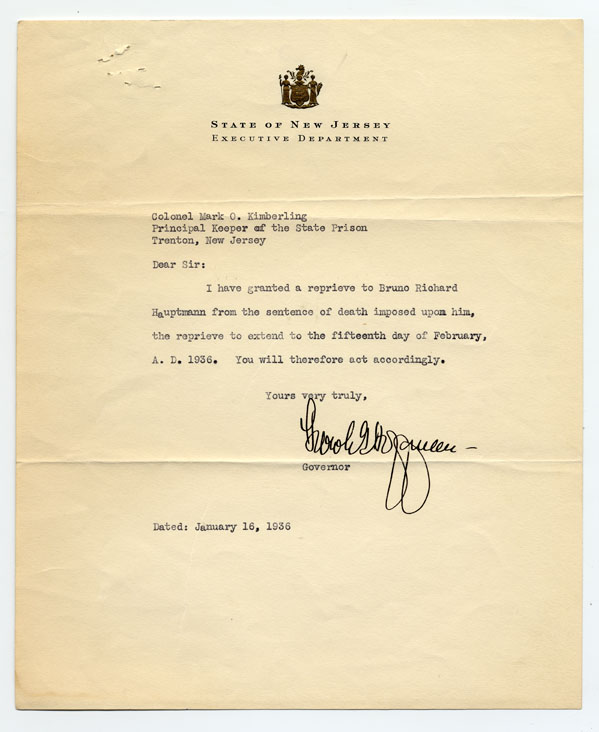 STATE OF NEW JERSEY
EXECUTIVE DEPARTMENT
Colonel Mark O. Kimberling
Principal Keeper of the State Prison
Trenton, New Jersey
Dear Sir:
I have granted a reprieve to Bruno Richard
Hauptmann from the sentence of death imposed upon him,
the reprieve to extend to the fifteenth day of February,
A. D. 1936. You will therefore act accordingly.
Yours very truly,
Harold G Hoffman
Governor
Dated: January 16, 1936